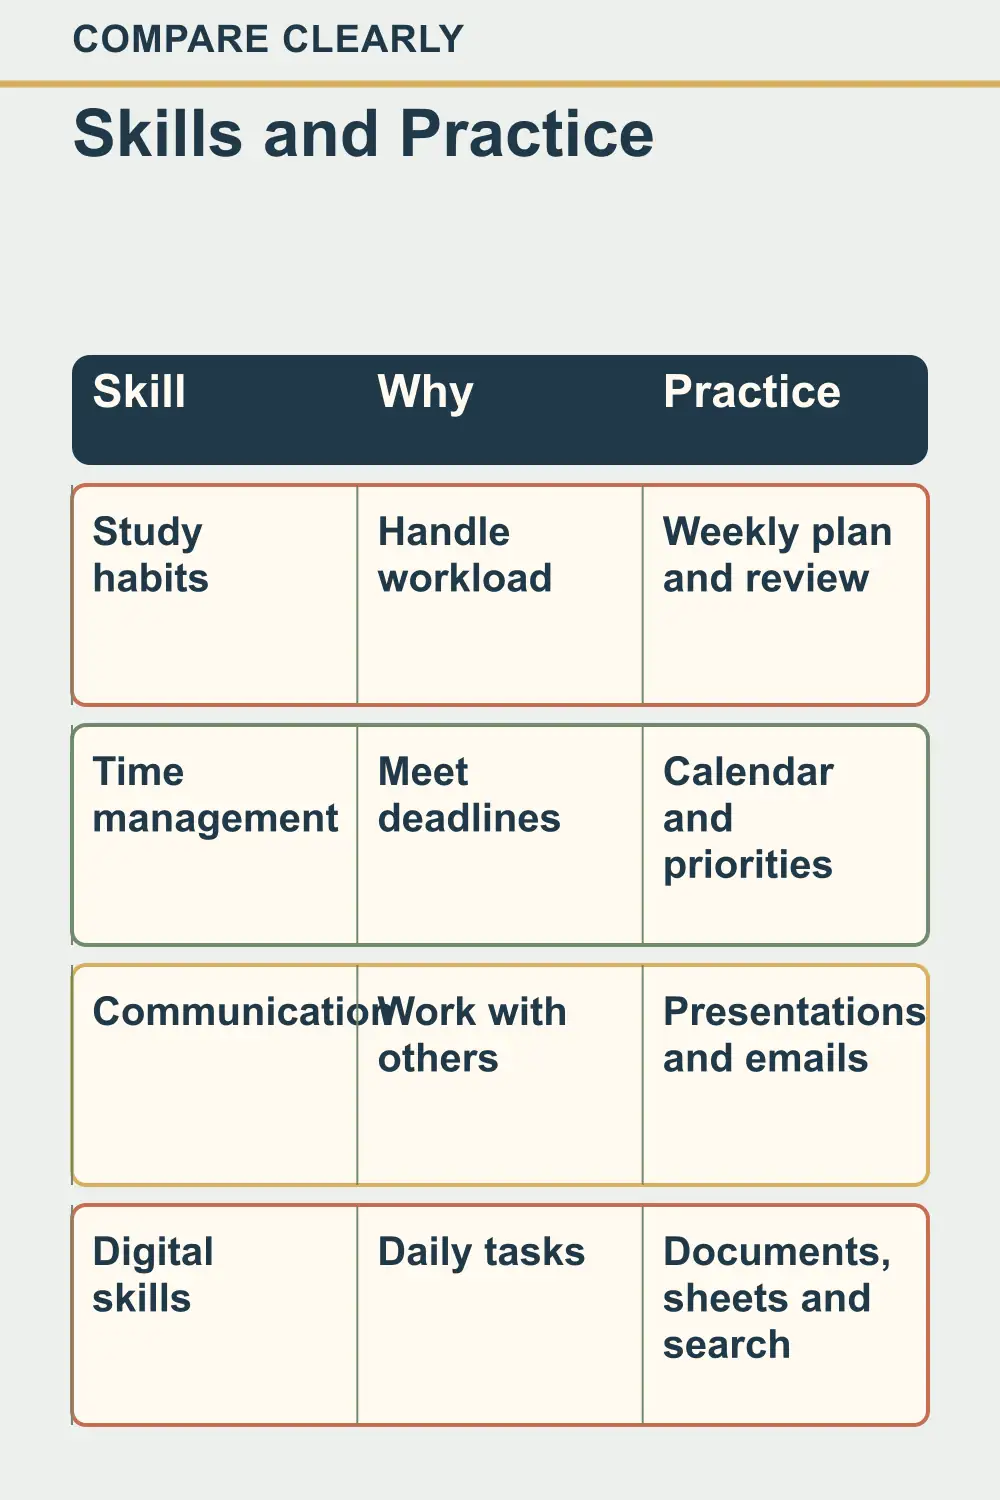 COMPARE CLEARLY
Skills and Practice
Skill Why Practice
Study Handle Weekly plan
habits workload and review
Time Meet Calendar
management deadlines and
priorities
Communication Work with Presentations
others and emails
Digital Daily tasks Documents,
skills sheets and
search